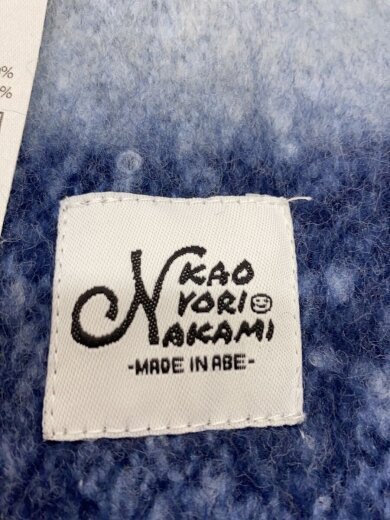 %
%
KAO
YORI
NAKAMI
-MADE IN ABE-